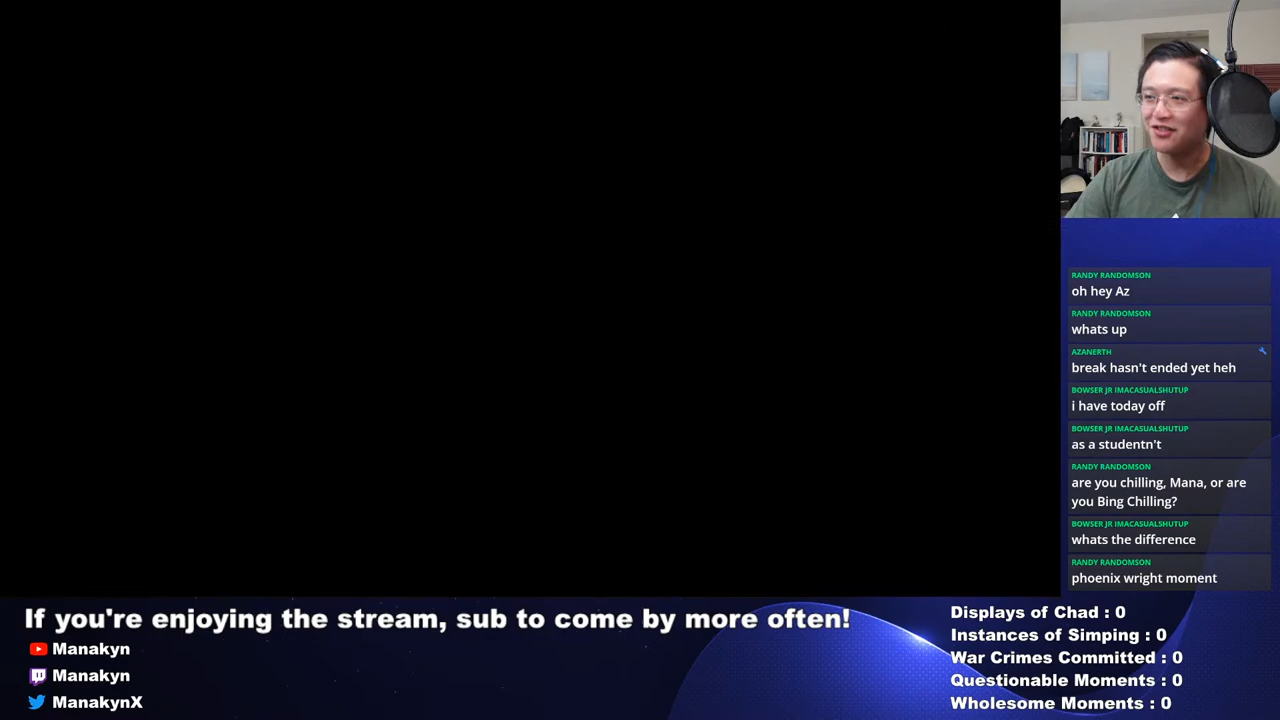 RANDY RANDOMSON
oh hey Az
RANDY RANDOMSON
whats up
AZANERTH
break hasn't ended yet heh
BOWSER JR IMACASUALSHUTUP
i have today off
BOWSER JR IMACASUALSHUTUP
as a studentn't
RANDY RANDOMSON
are you chilling, Mana, or are
you Bing Chilling?
BOWSER JR IMACASUALSHUTUP
whats the difference
RANDY RANDOMSON
phoenix wright moment
If you're enjoying the stream, sub to come by more often!
Manakyn
Manakyn
ManakynX
Displays of Chad : 0
Instances of Simping : 0
War Crimes Committed : 0
Questionable Moments : 0
Wholesome Moments : 0